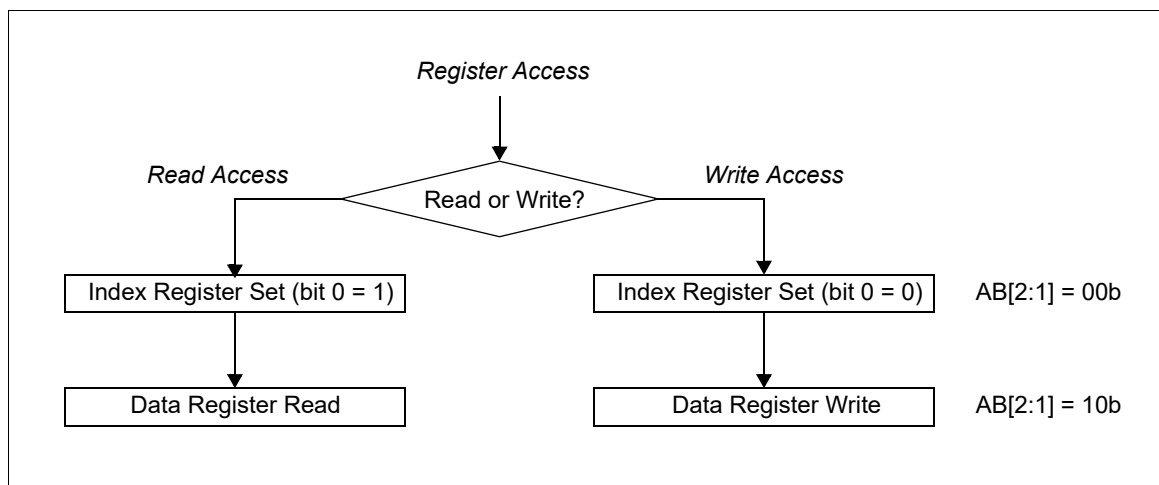 Register Access
Read Access
Write Access
Read or Write?
Index Register Set (bit 0 = 1)
Index Register Set (bit 0 = 0)
AB[2:1] = 00b
Data Register Read
Data Register Write
AB[2:1] = 10b